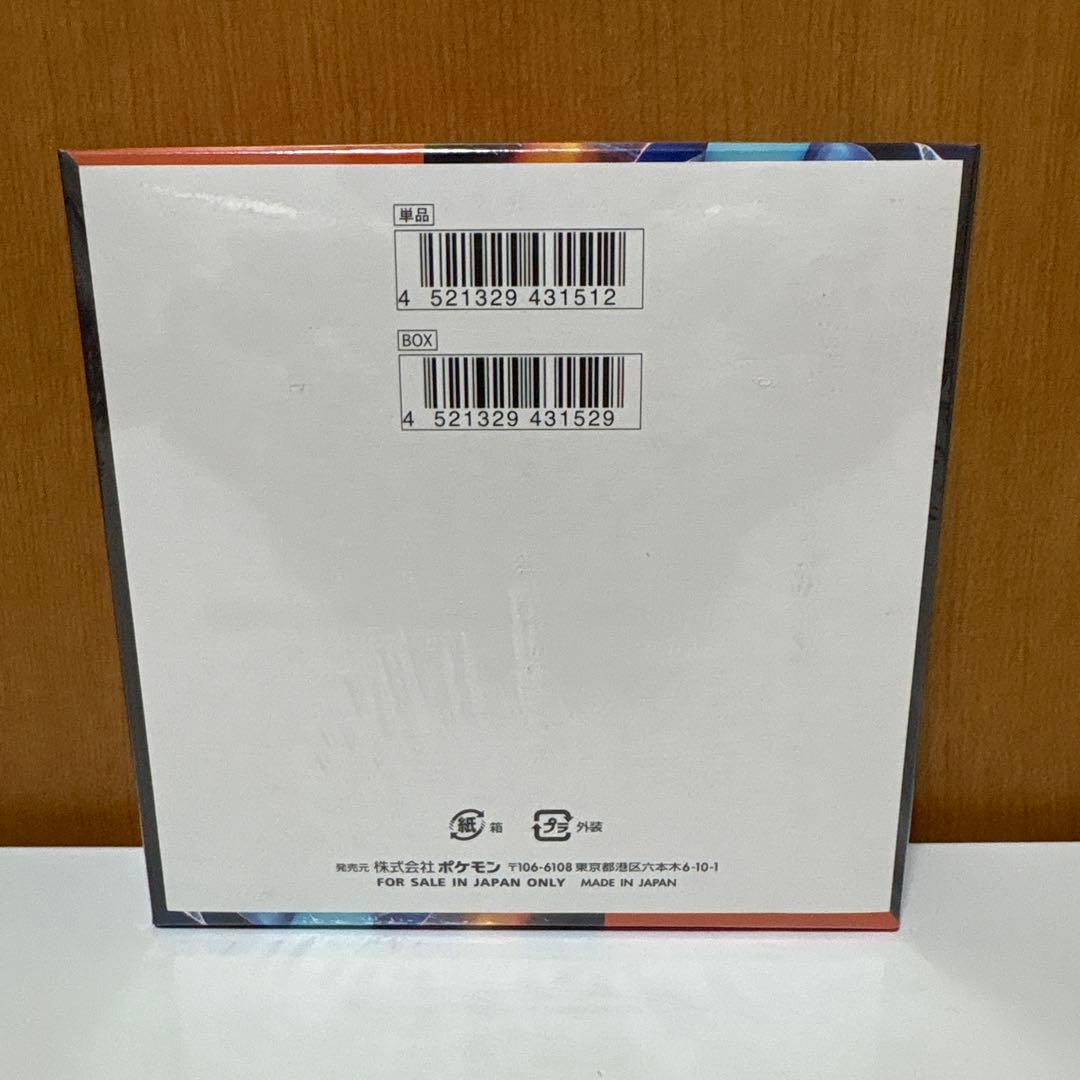 単品
4 521329 431512
BOX
4 521329 431529
紙 箱 プラ 外装
発売元 株式会社 ポケモン 〒106-6108 東京都港区六本木6-10-1
FOR SALE IN JAPAN ONLY MADE IN JAPAN